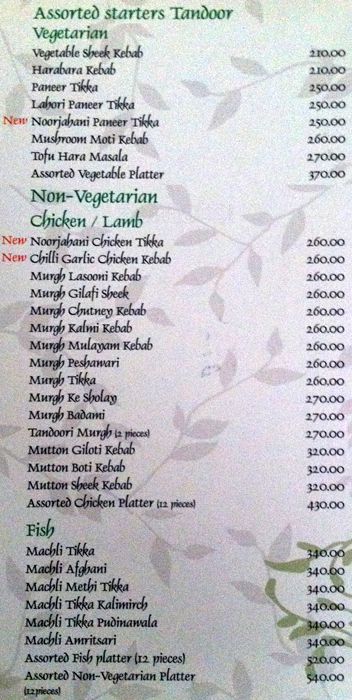 Assorted starters Tandoor
Vegetarian
Vegetable Sheek Kebab 210.00
Harabara Kebab 210.00
Paneer Tikka 250.00
Lahori Paneer Tikka 250.00
New Noorjahani Paneer Tikka 250.00
Mushroom Moti Kebab 260.00
Tofu Hara Masala 270.00
Assorted Vegetable Platter 370.00
Non-Vegetarian
Chicken / Lamb
New Noorjahani Chicken Tikka 260.00
New Chilli Garlic Chicken Kebab 260.00
Murgh Lasooni Kebab 260.00
Murgh Gilafi Sheek 260.00
Murgh Chutney Kebab 260.00
Murgh Kalmi Kebab 260.00
Murgh Mulayam Kebab 260.00
Murgh Peshawari 260.00
Murgh Tikka 260.00
Murgh Ke Sholay 270.00
Murgh Badami 270.00
Tandoori Murgh (2 pieces) 270.00
Mutton Giloti Kebab 320.00
Mutton Boti Kebab 320.00
Mutton Sheek Kebab 320.00
Assorted Chicken Platter (12 pieces) 430.00
Fish
Machli Tikka 340.00
Machli Afghani 340.00
Machli Methi Tikka 340.00
Machli Tikka Kalimirch 340.00
Machli Tikka Pudinawala 340.00
Machli Amritsari 340.00
Assorted Fish platter (12 pieces) 520.00
Assorted Non-Vegetarian Platter 540.00
(12 pieces)